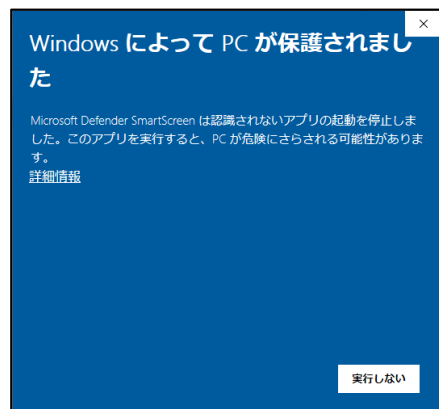 Windows によって PC が保護されまし
た
Microsoft Defender SmartScreen は認識されないアプリの起動を停止しま
した。このアプリを実行すると、PC が危険にさらされる可能性がありま
す。
詳細情報
実行しない